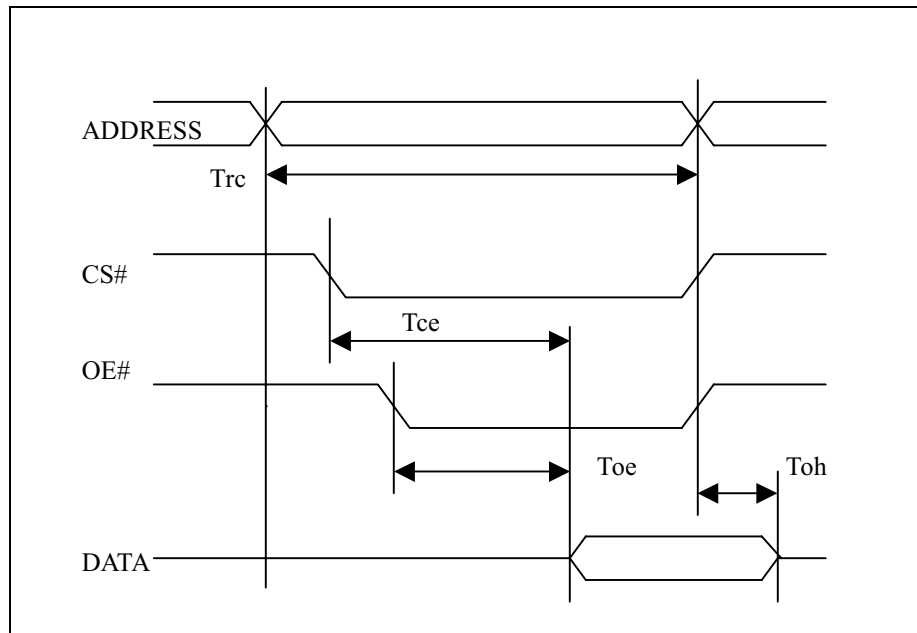 ADDRESS
Trc
CS#
Tce
OE#
Toe Toh
DATA